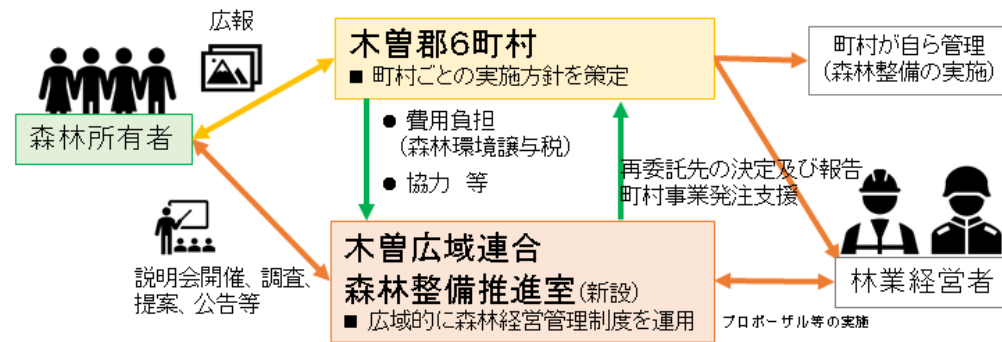 広報
木曽郡6町村
■ 町村ごとの実施方針を策定
町村が自ら管理
(森林整備の実施)
森林所有者
● 費用負担
(森林環境譲与税)
● 協力 等
再委託先の決定及び報告
町村事業発注支援
説明会開催、調査、
提案、公告等
木曽広域連合
森林整備推進室(新設)
■ 広域的に森林経営管理制度を運用
林業経営者
プロポーザル等の実施